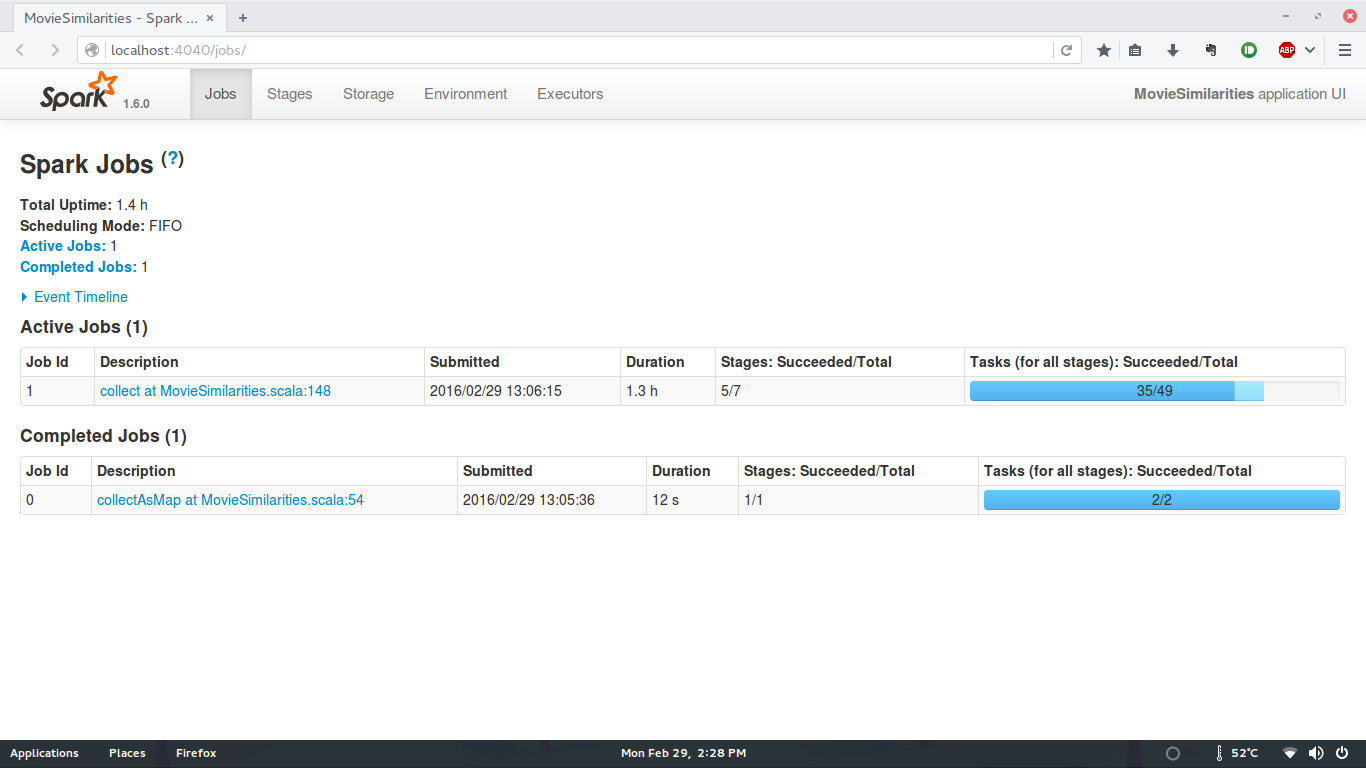 MovieSimilarities - Spark ... × +
localhost:4040/jobs/
ABP
Spark 1.6.0 Jobs Stages Storage Environment Executors MovieSimilarities application UI
Spark Jobs (?)
Total Uptime: 1.4 h
Scheduling Mode: FIFO
Active Jobs: 1
Completed Jobs: 1
Event Timeline
Active Jobs (1)
Job Id Description Submitted Duration Stages: Succeeded/Total Tasks (for all stages): Succeeded/Total
1 collect at MovieSimilarities.scala:148 2016/02/29 13:06:15 1.3 h 5/7 35/49
Completed Jobs (1)
Job Id Description Submitted Duration Stages: Succeeded/Total Tasks (for all stages): Succeeded/Total
0 collectAsMap at MovieSimilarities.scala:54 2016/02/29 13:05:36 12 s 1/1 2/2
Applications Places Firefox Mon Feb 29, 2:28 PM 52°C